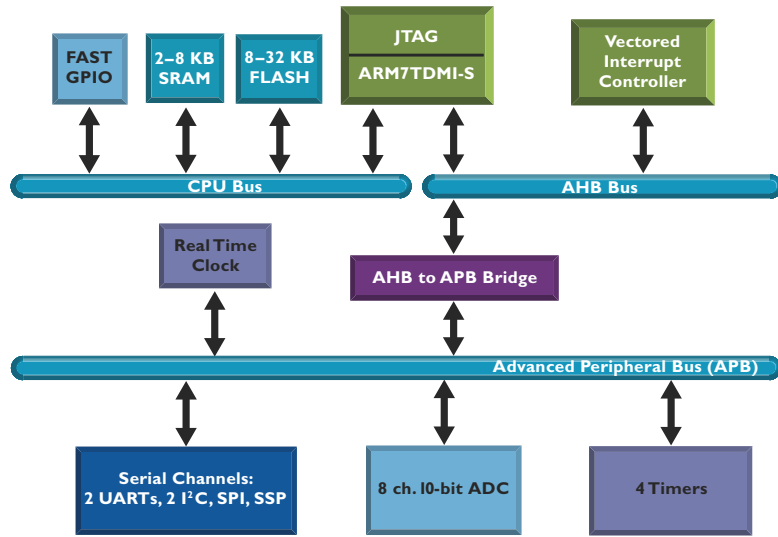 FAST
GPIO
2–8 KB
SRAM
8–32 KB
FLASH
JTAG
ARM7TDMI-S
Vectored
Interrupt
Controller
CPU Bus
AHB Bus
Real Time
Clock
AHB to APB Bridge
Advanced Peripheral Bus (APB)
Serial Channels:
2 UARTs, 2 I²C, SPI, SSP
8 ch. 10-bit ADC
4 Timers